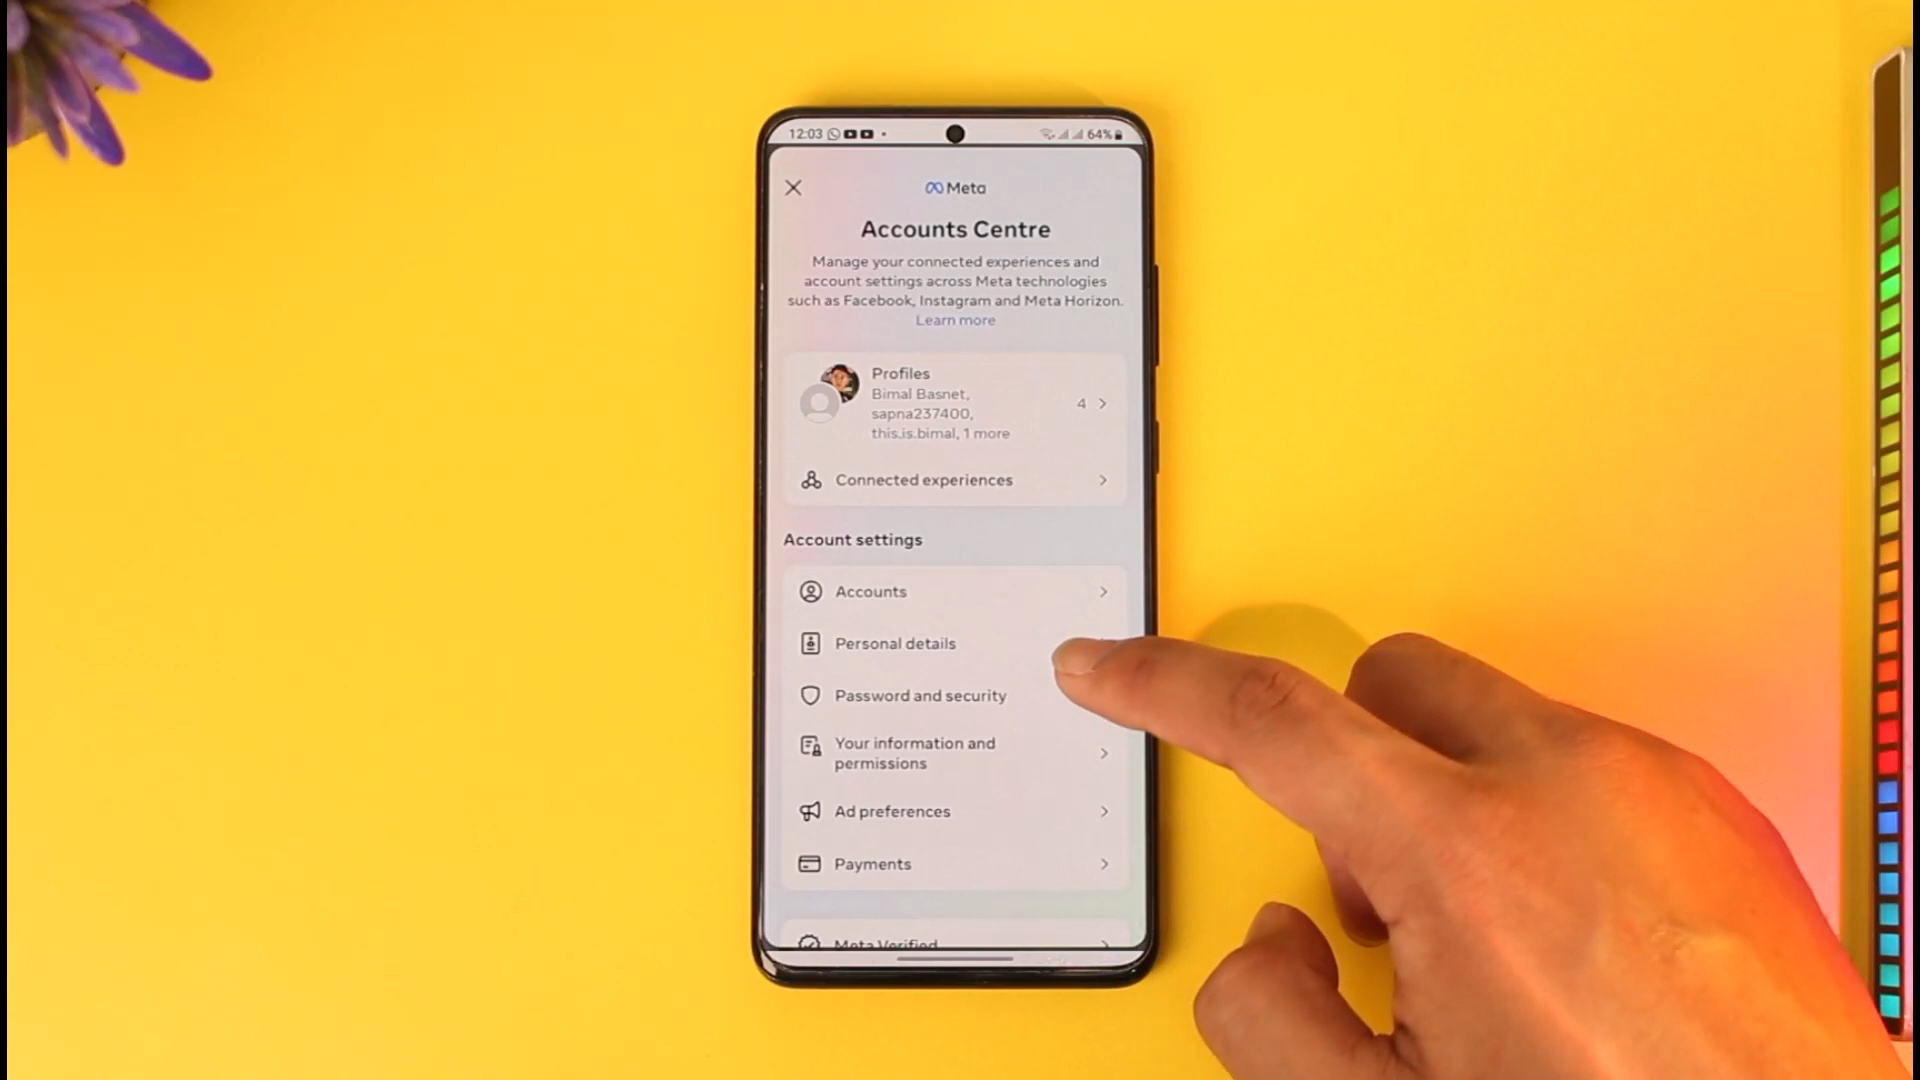 12:03
64%
Meta
Accounts Centre
Manage your connected experiences and
account settings across Meta technologies
such as Facebook, Instagram and Meta Horizon.
Learn more
Profiles
Bimal Basnet,
sapna237400,
this.is.bimal, 1 more
4
Connected experiences
Account settings
Accounts
Personal details
Password and security
Your information and
permissions
Ad preferences
Payments
Meta Verified